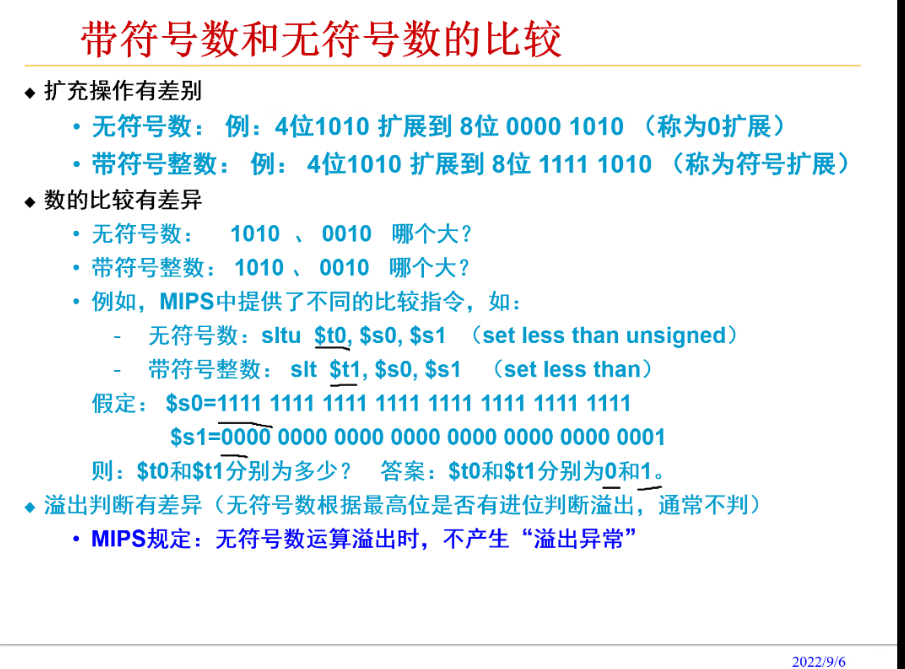 带符号数和无符号数的比较
◆ 扩充操作有差别
• 无符号数： 例：4位1010 扩展到 8位 0000 1010 （称为0扩展）
• 带符号整数： 例： 4位1010 扩展到 8位 1111 1010 （称为符号扩展）
◆ 数的比较有差异
• 无符号数： 1010 、 0010 哪个大？
• 带符号整数： 1010 、 0010 哪个大？
• 例如，MIPS中提供了不同的比较指令，如：
- 无符号数：sltu $t0, $s0, $s1 （set less than unsigned）
- 带符号整数： slt $t1, $s0, $s1 （set less than）
假定： $s0=1111 1111 1111 1111 1111 1111 1111 1111
$s1=0000 0000 0000 0000 0000 0000 0000 0001
则：$t0和$t1分别为多少？ 答案：$t0和$t1分别为0和1。
◆ 溢出判断有差异（无符号数根据最高位是否有进位判断溢出，通常不判）
• MIPS规定：无符号数运算溢出时，不产生“溢出异常”
2022/9/6